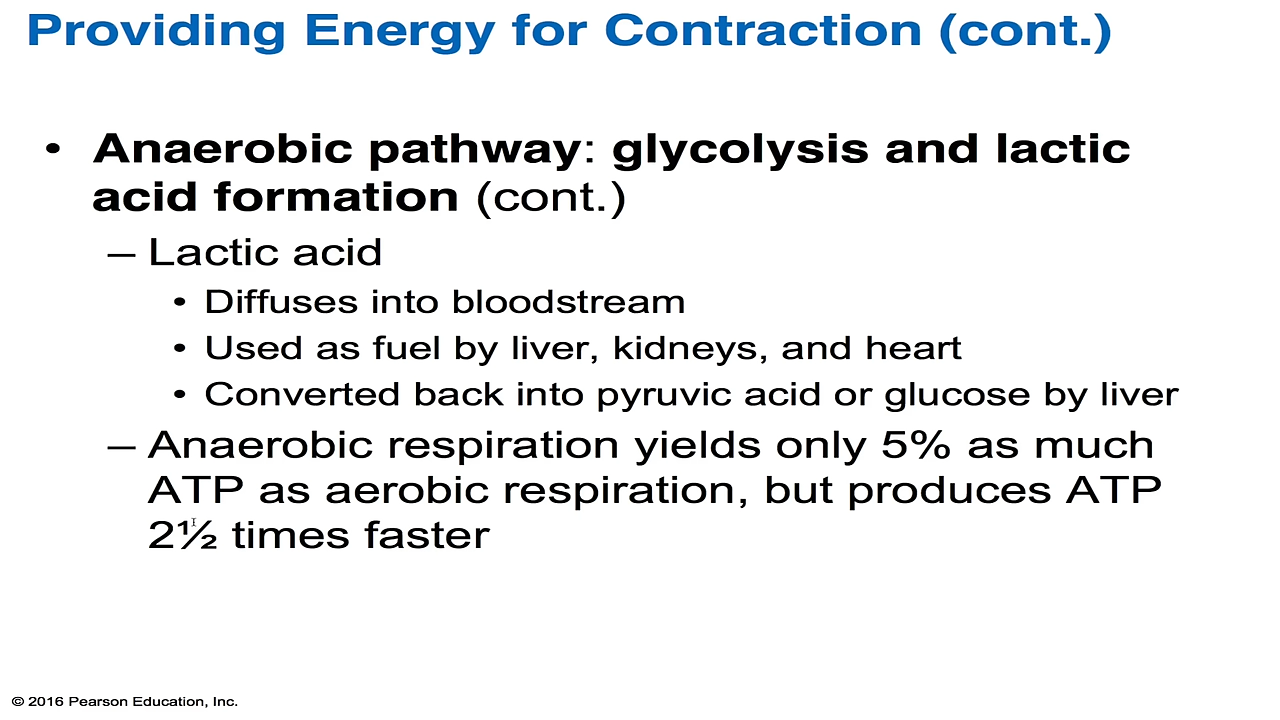 Providing Energy for Contraction (cont.)
• Anaerobic pathway: glycolysis and lactic
acid formation (cont.)
– Lactic acid
• Diffuses into bloodstream
• Used as fuel by liver, kidneys, and heart
• Converted back into pyruvic acid or glucose by liver
– Anaerobic respiration yields only 5% as much
ATP as aerobic respiration, but produces ATP
2½ times faster
© 2016 Pearson Education, Inc.